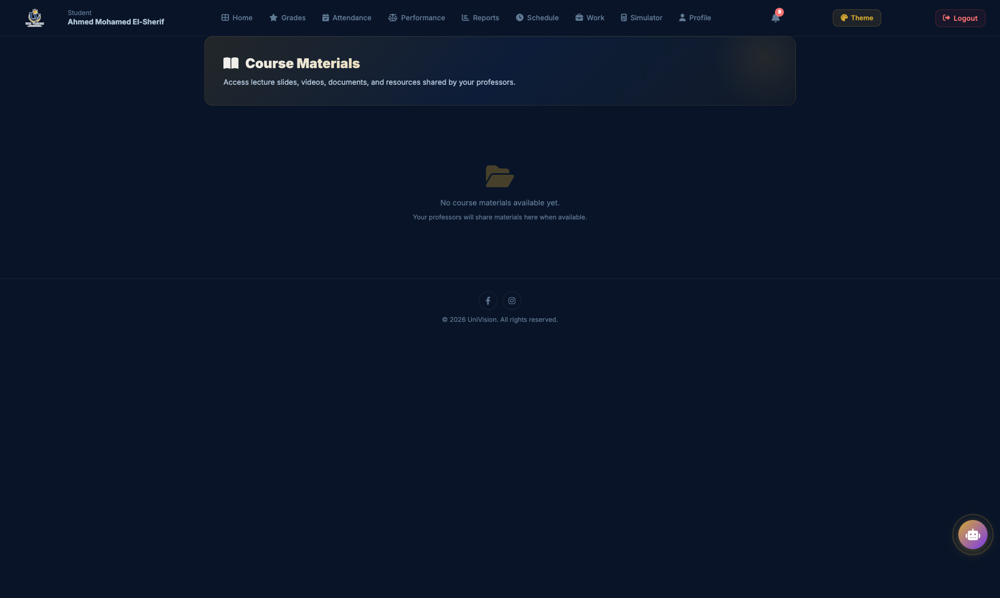 Student
Ahmed Mohamed El-Sherif
Home
Grades
Attendance
Performance
Reports
Schedule
Work
Simulator
Profile
8
Theme
Logout
Course Materials
Access lecture slides, videos, documents, and resources shared by your professors.
No course materials available yet.
Your professors will share materials here when available.
© 2026 UniVision. All rights reserved.